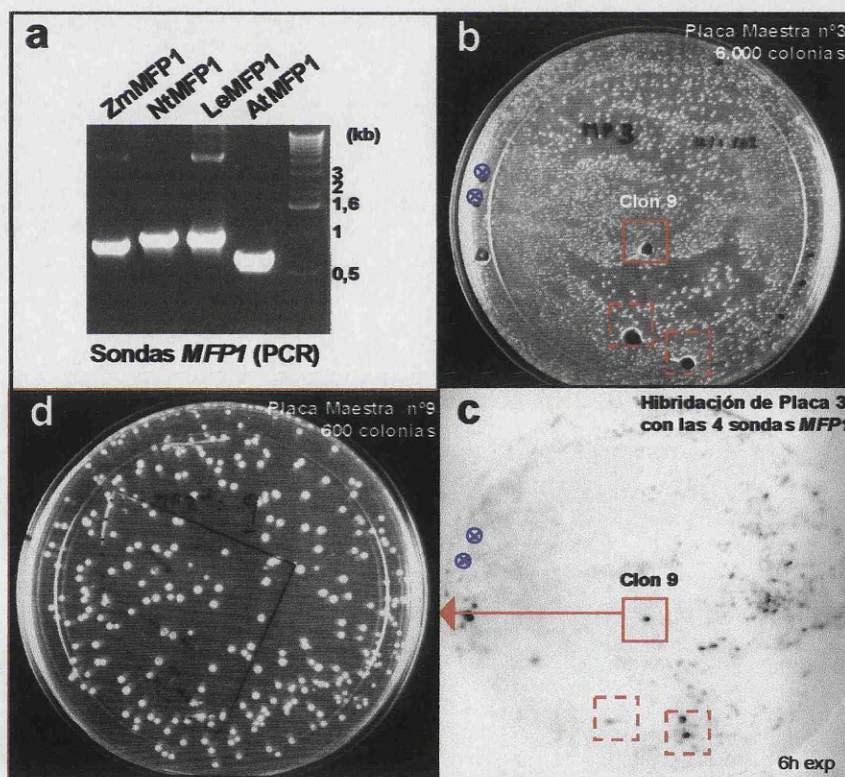 a
ZmMFP1
NtMFP1
LeMFP1
AtMFP1
(kb)
3
2
1,6
1
0,5
Sondas MFP1 (PCR)
b
Placa Maestra nº3
6,000 colonias
MP3
Clon 9
d
Placa Maestra nº9
600 colonias
c
Hibridación de Placa 3
con las 4 sondas MFP1
Clon 9
6h exp